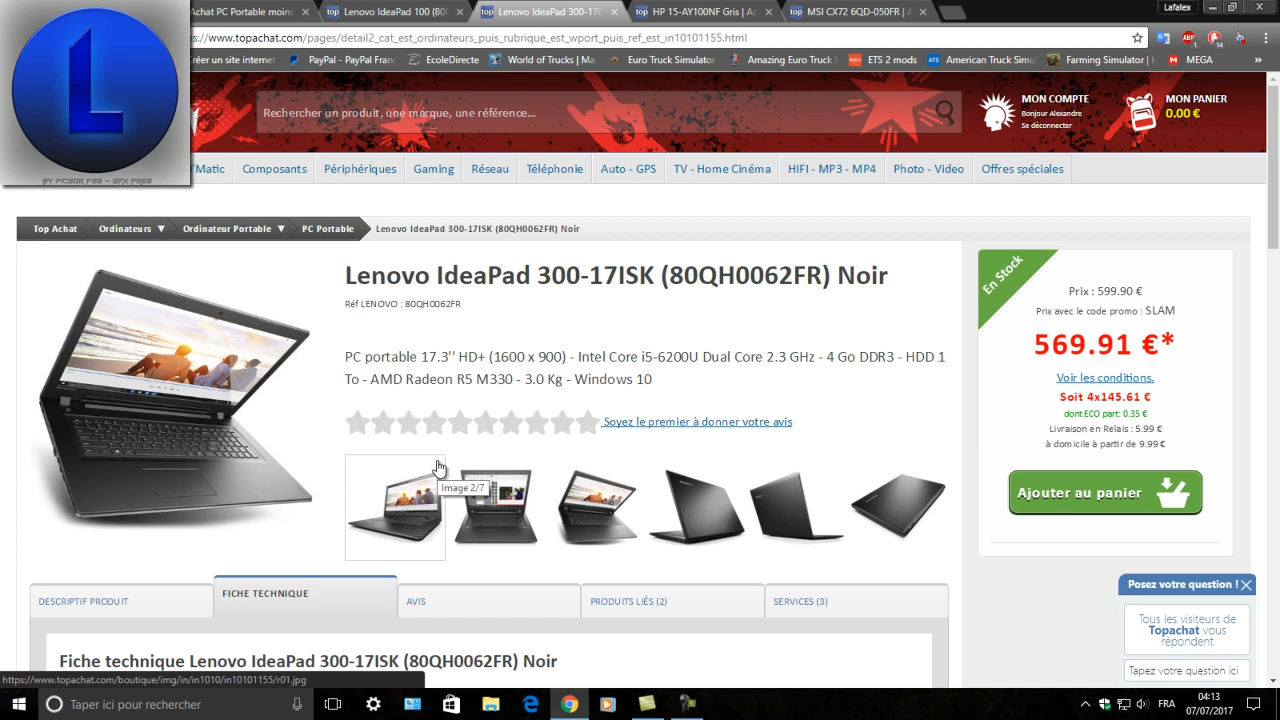 Achat PC Portable moins
Lenovo IdeaPad 100 (80
Lenovo IdeaPad 300-17I
HP 15-AY100NF Gris | A
MSI CX72 6QD-050FR | A
Lafalex
s://www.topachat.com/pages/detail2_cat_est_ordinateurs_puis_rubrique_est_wport_puis_ref_est_in10101155.html
réer un site internet
PayPal - PayPal Franc
EcoleDirecte
World of Trucks | Ma
Euro Truck Simulator
Amazing Euro Truck S
ETS 2 mods
American Truck Simul
Farming Simulator | H
MEGA
»
L
BY PICSOR FSG - GFX FREE
Rechercher un produit, une marque, une référence...
MON COMPTE
Bonjour Alexandre
Se déconnecter
MON PANIER
0.00 €
'Matic
Composants
Périphériques
Gaming
Réseau
Téléphonie
Auto - GPS
TV - Home Cinéma
HIFI - MP3 - MP4
Photo - Video
Offres spéciales
Top Achat
Ordinateurs ▼
Ordinateur Portable ▼
PC Portable
Lenovo IdeaPad 300-17ISK (80QH0062FR) Noir
Lenovo IdeaPad 300-17ISK (80QH0062FR) Noir
Réf LENOVO : 80QH0062FR
PC portable 17.3'' HD+ (1600 x 900) - Intel Core i5-6200U Dual Core 2.3 GHz - 4 Go DDR3 - HDD 1
To - AMD Radeon R5 M330 - 3.0 Kg - Windows 10
Soyez le premier à donner votre avis
Image 2/7
En Stock
Prix : 599.90 €
Prix avec le code promo : SLAM
569.91 €*
Voir les conditions.
Soit 4x145.61 €
dont ECO part: 0.35 €
Livraison en Relais : 5.99 €
à domicile à partir de 9.99 €
Ajouter au panier
DESCRIPTIF PRODUIT
FICHE TECHNIQUE
AVIS
PRODUITS LIÉS (2)
SERVICES (3)
Fiche technique Lenovo IdeaPad 300-17ISK (80QH0062FR) Noir
Posez votre question !
Tous les visiteurs de
Topachat vous
répondent
Tapez votre question ici
https://www.topachat.com/boutique/img/in/in1010/in10101155/r01.jpg
Taper ici pour rechercher
FRA
04:13
07/07/2017